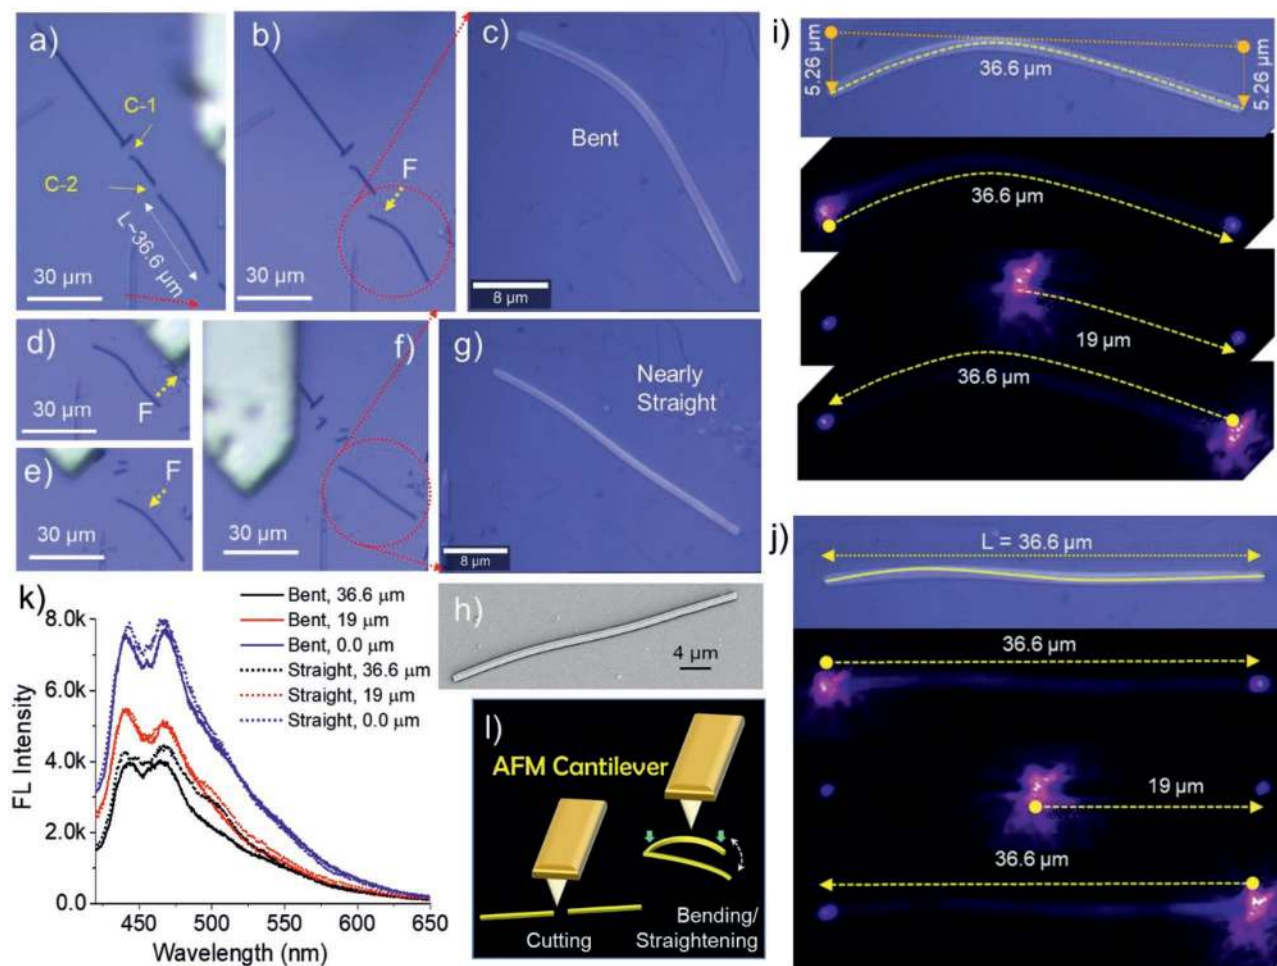 a)
C-1
C-2
L~36.6 µm
30 µm
b)
F
30 µm
c)
Bent
8 µm
d)
F
30 µm
e)
F
30 µm
f)
30 µm
g)
Nearly
Straight
8 µm
h)
4 µm
i)
5.26 µm
36.6 µm
5.26 µm
36.6 µm
19 µm
36.6 µm
j)
L = 36.6 µm
36.6 µm
19 µm
36.6 µm
k)
Bent, 36.6 µm
Bent, 19 µm
Bent, 0.0 µm
Straight, 36.6 µm
Straight, 19 µm
Straight, 0.0 µm
FL Intensity
8.0k
6.0k
4.0k
2.0k
0.0
450 500 550 600 650
Wavelength (nm)
l)
AFM Cantilever
Cutting
Bending/
Straightening